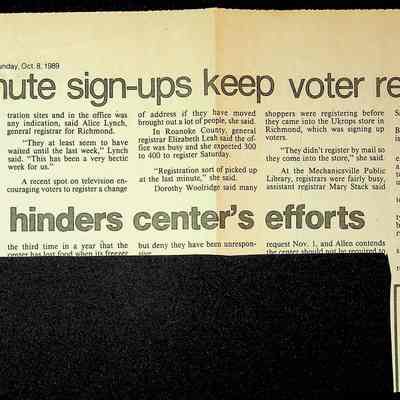 unday, Oct. 8, 1989
nute sign-ups keep voter re
tration sites and in the office was
any indication, said Alice Lynch,
general registrar for Richmond.
"They at least seem to have
waited until the last week," Lynch
said. "This has been a very hectic
week for us."
A recent spot on television en-
couraging voters to register a change
of address if they have moved
brought out a lot of people, she said.
In Roanoke County, general
registrar Elizabeth Leah said the of-
fice was busy and she expected 300
to 400 to register Saturday.
"Registration sort of picked up
at the last minute," she said.
Dorothy Woolridge said many
shoppers were registering before
they came into the Ukrops store in
Richmond, which was signing up
voters.
"They didn't register by mail so
they come into the store," she said.
At the Mechanicsville Public
Library, registrars were fairly busy,
assistant registrar Mary Stack said
hinders center's efforts
the third time in a year that the
center has lost food when its freezer
but deny they have been unrespon-
sive.
request Nov. 1, and Allen contends
the center should not be required to